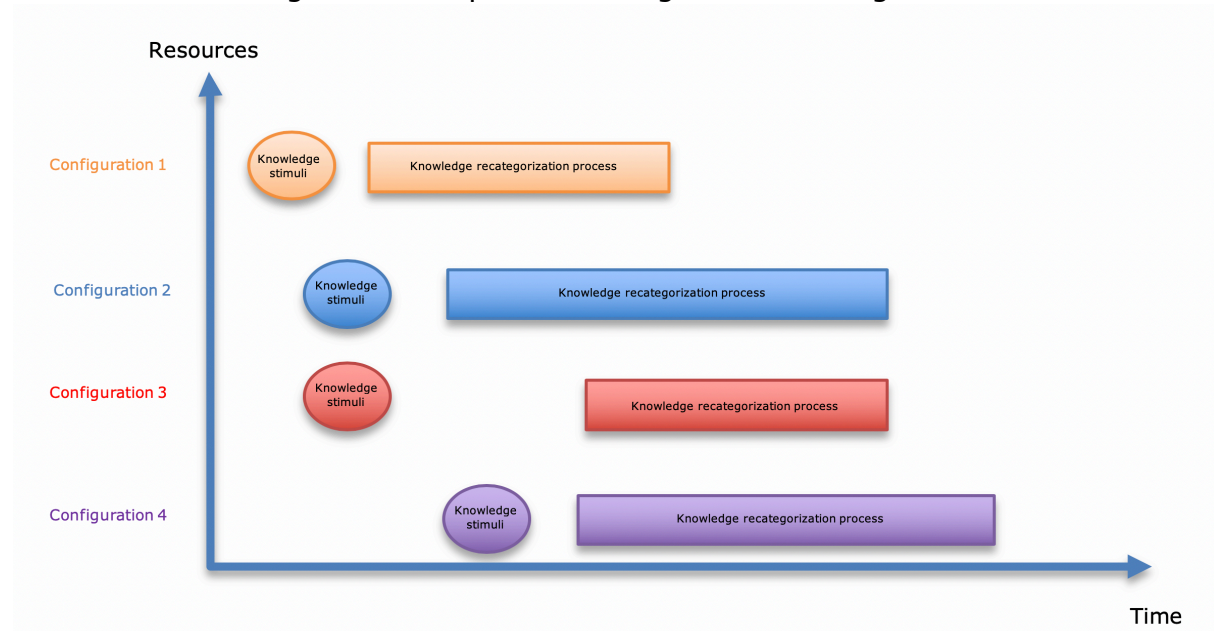 Resources
Configuration 1
Knowledge
stimuli
Knowledge recategorization process
Configuration 2
Knowledge
stimuli
Knowledge recategorization process
Configuration 3
Knowledge
stimuli
Knowledge recategorization process
Configuration 4
Knowledge
stimuli
Knowledge recategorization process
Time